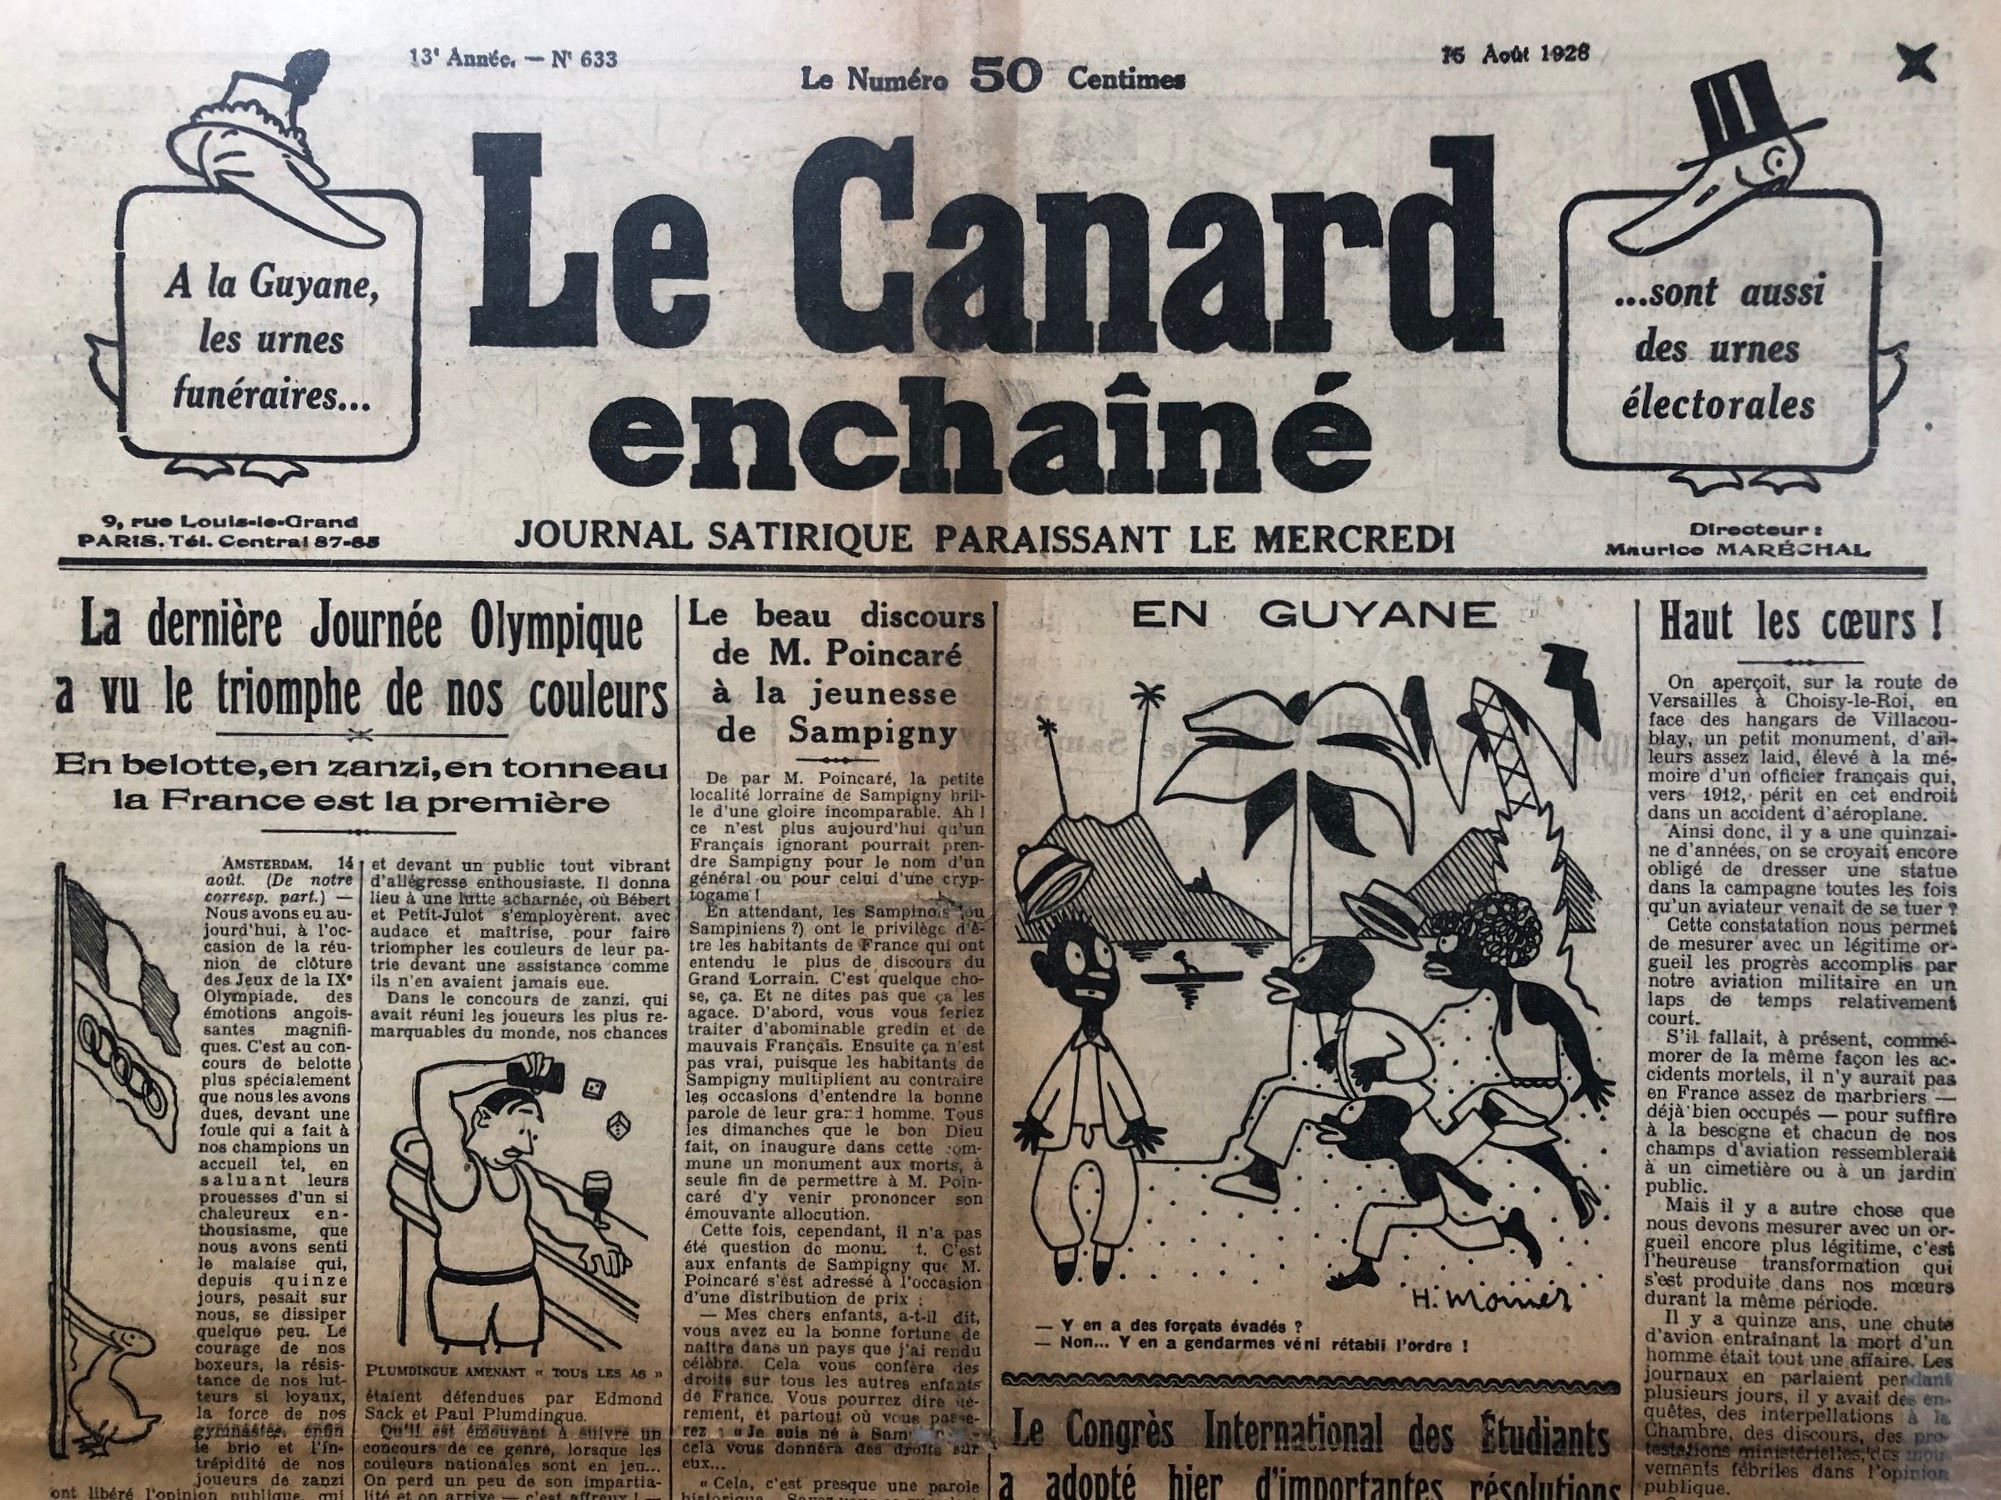 13e Année. — N° 633
Le Numéro 50 Centimes
Août 1928
A la Guyane,
les urnes
funéraires...
Le Canard
enchaîné
...sont aussi
des urnes
électorales
9, rue Louis-le-Grand
PARIS. Tél. Central 87-65
JOURNAL SATIRIQUE PARAISSANT LE MERCREDI
Directeur :
Maurice MARÉCHAL
La dernière Journée Olympique
a vu le triomphe de nos couleurs
En belotte, en zanzi, en tonneau
la France est la première
AMSTERDAM, 14
août. (De notre
corresp. part.) —
Nous avons eu au-
jourd'hui, à l'oc-
casion de la réu-
nion de clôture
des Jeux de la IXe
Olympiade, des
émotions angois-
santes magnifi-
ques. C'est au con-
cours de belotte
plus spécialement
que nous les avons
dues, devant une
foule qui a fait à
nos champions un
accueil tel, en
saluant leurs
prouesses d'un si
chaleureux en-
thousiasme, que
nous avons senti
le malaise qui,
depuis quinze
jours, pesait sur
nous, se dissiper
quelque peu. Le
courage de nos
boxeurs, la résis-
tance de nos lut-
teurs si loyaux,
la force de nos
gymnastes, enfin
le brio et l'in-
trépidité de nos
joueurs de zanzi
ont libéré l'opinion publique, qui
et devant un public tout vibrant
d'allégresse enthousiaste. Il donna
lieu à une lutte acharnée, où Bébert
et Petit-Julot s'employèrent, avec
audace et maîtrise, pour faire
triompher les couleurs de leur pa-
trie devant une assistance comme
ils n'en avaient jamais eue.
Dans le concours de zanzi, qui
avait réuni les joueurs les plus re-
marquables du monde, nos chances
PLUMDINGUE AMENANT « TOUS LES AS »
étaient défendues par Edmond
Sack et Paul Plumdingue.
Qu'il est émouvant à suivre un
concours de ce genre, lorsque les
couleurs nationales sont en jeu...
On perd un peu de son impartia-
lité et on arrive — c'est affreux ! —
Le beau discours
de M. Poincaré
à la jeunesse
de Sampigny
De par M. Poincaré, la petite
localité lorraine de Sampigny bril-
le d'une gloire incomparable. Ah !
ce n'est plus aujourd'hui qu'un
Français ignorant pourrait pren-
dre Sampigny pour le nom d'un
général ou pour celui d'une cryp-
togame !
En attendant, les Sampinois (ou
Sampiniens ?) ont le privilège d'ê-
tre les habitants de France qui ont
entendu le plus de discours du
Grand Lorrain. C'est quelque cho-
se, ça. Et ne dites pas que ça les
agace. D'abord, vous vous feriez
traiter d'abominable gredin et de
mauvais Français. Ensuite ça n'est
pas vrai, puisque les habitants de
Sampigny multiplient au contraire
les occasions d'entendre la bonne
parole de leur grand homme. Tous
les dimanches que le bon Dieu
fait, on inaugure dans cette com-
mune un monument aux morts, à
seule fin de permettre à M. Poin-
caré d'y venir prononcer son
émouvante allocution.
Cette fois, cependant, il n'a pas
été question de monu t. C'est
aux enfants de Sampigny que M.
Poincaré s'est adressé à l'occasion
d'une distribution de prix :
— Mes chers enfants, a-t-il dit,
vous avez eu la bonne fortune de
naître dans un pays que j'ai rendu
célèbre. Cela vous confère des
droits sur tous les autres enfants
de France. Vous pourrez dire fiè-
rement, et partout où vous passe-
rez : « Je suis né à Sam
cela vous donnera des droits sur
eux...
« Cela, c'est presque une parole
EN GUYANE
H. Monier
— Y en a des forçats évadés ?
— Non... Y en a gendarmes véni rétabli l'ordre !
Le Congrès International des Étudiants
a adopté hier d'importantes résolutions
Haut les cœurs !
On aperçoit, sur la route de
Versailles à Choisy-le-Roi, en
face des hangars de Villacou-
blay, un petit monument, d'ail-
leurs assez laid, élevé à la mé-
moire d'un officier français qui,
vers 1912, périt en cet endroit
dans un accident d'aéroplane.
Ainsi donc, il y a une quinzai-
ne d'années, on se croyait encore
obligé de dresser une statue
dans la campagne toutes les fois
qu'un aviateur venait de se tuer ?
Cette constatation nous permet
de mesurer avec un légitime or-
gueil les progrès accomplis par
notre aviation militaire en un
laps de temps relativement
court.
S'il fallait, à présent, commé-
morer de la même façon les ac-
cidents mortels, il n'y aurait pas
en France assez de marbriers —
déjà bien occupés — pour suffire
à la besogne et chacun de nos
champs d'aviation ressemblerait
à un cimetière ou à un jardin
public.
Mais il y a autre chose que
nous devons mesurer avec un or-
gueil encore plus légitime, c'est
l'heureuse transformation qui
s'est produite dans nos mœurs
durant la même période.
Il y a quinze ans, une chute
d'avion entraînant la mort d'un
homme était tout une affaire. Les
journaux en parlaient pendant
plusieurs jours, il y avait des en-
quêtes, des interpellations à la
Chambre, des discours, des pro-
testations ministérielles, des mou-
vements fébriles dans l'opinion
publique.